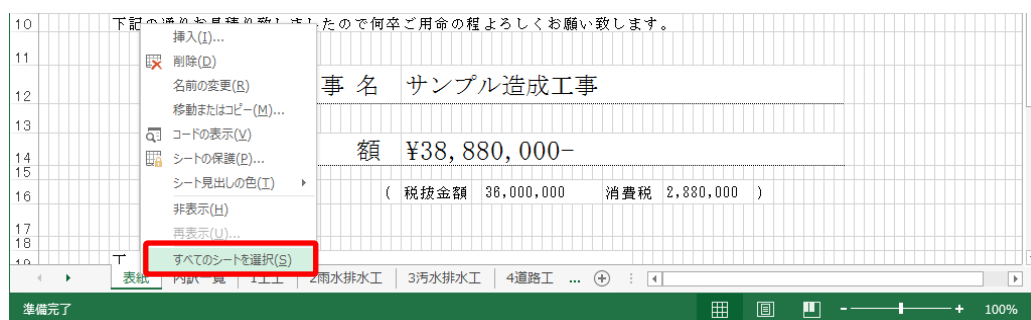 10 下記の通りお見積り致しましたので何卒ご用命の程よろしくお願い致します。
挿入(I)...
11
削除(D)
名前の変更(R)
12 事 名 サンプル造成工事
移動またはコピー(M)...
13
コードの表示(V)
14 額 ¥38,880,000−
シートの保護(P)...
15
シート見出しの色(T)
16 ( 税抜金額 36,000,000 消費税 2,880,000 )
非表示(H)
17
再表示(U)...
18
すべてのシートを選択(S)
表紙 内訳一覧 1土工 2雨水排水工 3汚水排水工 4道路工 ...
準備完了 100%